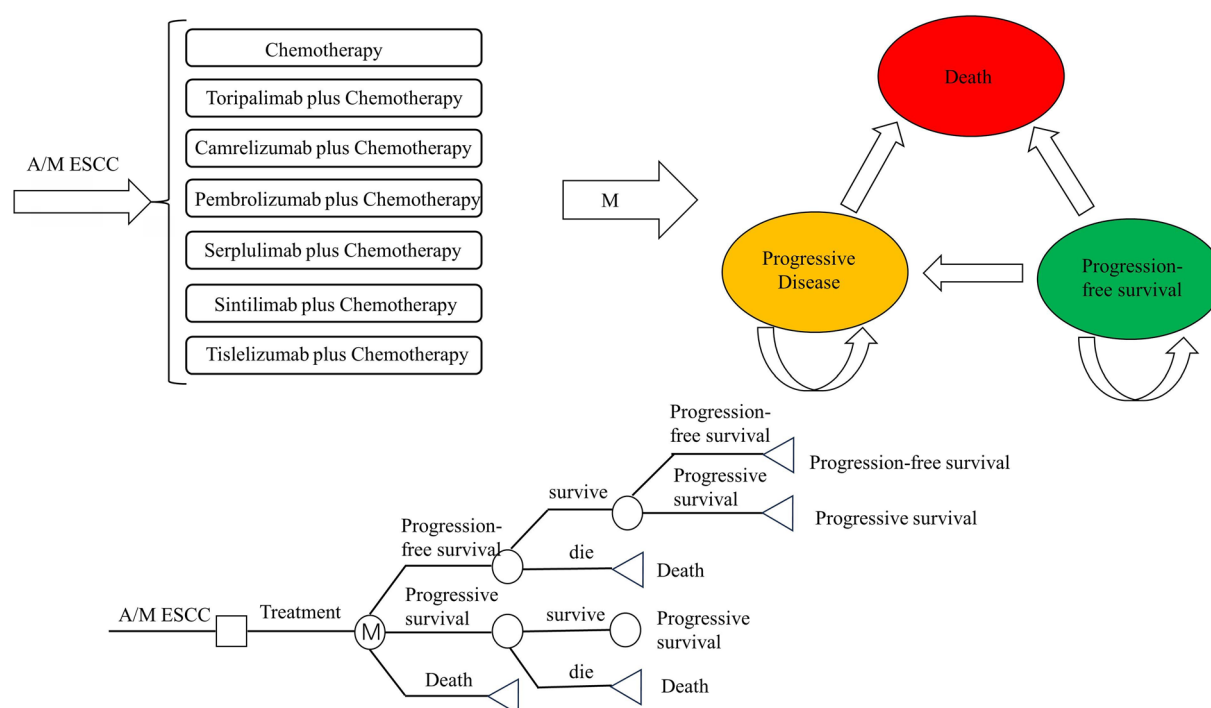 A/M ESCC
Chemotherapy
Toripalimab plus Chemotherapy
Camrelizumab plus Chemotherapy
Pembrolizumab plus Chemotherapy
Serplulimab plus Chemotherapy
Sintilimab plus Chemotherapy
Tislelizumab plus Chemotherapy
M
Death
Progressive
Disease
Progression-
free survival
A/M ESCC
Treatment
M
Progression-
free survival
survive
Progression-
free survival
Progression-free survival
Progressive
survival
Progressive survival
die
Death
Progressive
survival
survive
Progressive
survival
die
Death
Death